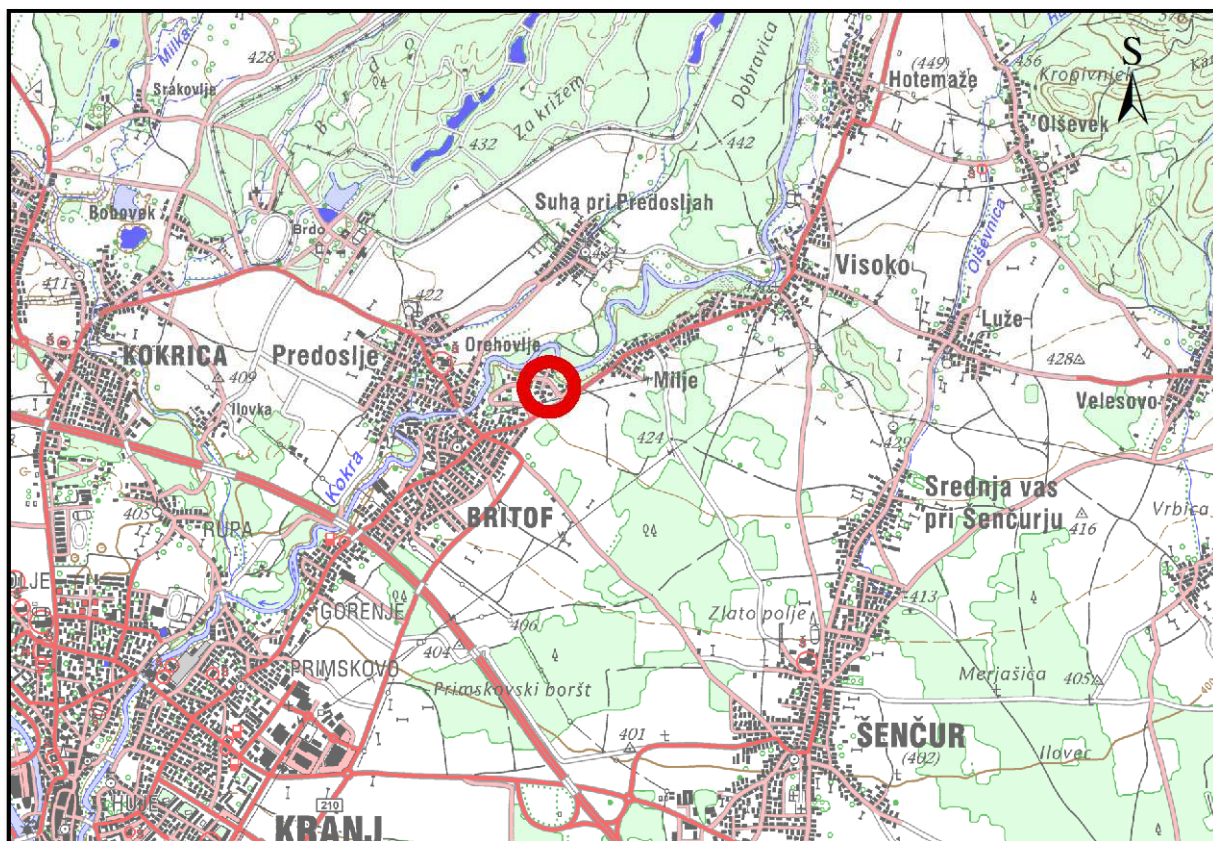 Milka
428
Srakovlje
Bobovek
Brdo
432
Za krížem
Dobravica
442
(449)
Hotemaže
456
Kropivnjek
Olševek
S
Suha pri Predosljah
Visoko
Olševnica
Luže
428
Velesovo
411
422
KOKRICA
Predoslje
Orehovlje
409
Ilovka
Milje
424
429
Kokra
BRITOF
Srednja vas
pri Šenčurju
416
Vrbica
405
RUPA
GORENJE
406
404
PRIMSKOVO
Primskovski boršt
Zlato polje
413
Merjašica
405
401
ŠENČUR
(402)
Ilovec
210
KRANJ